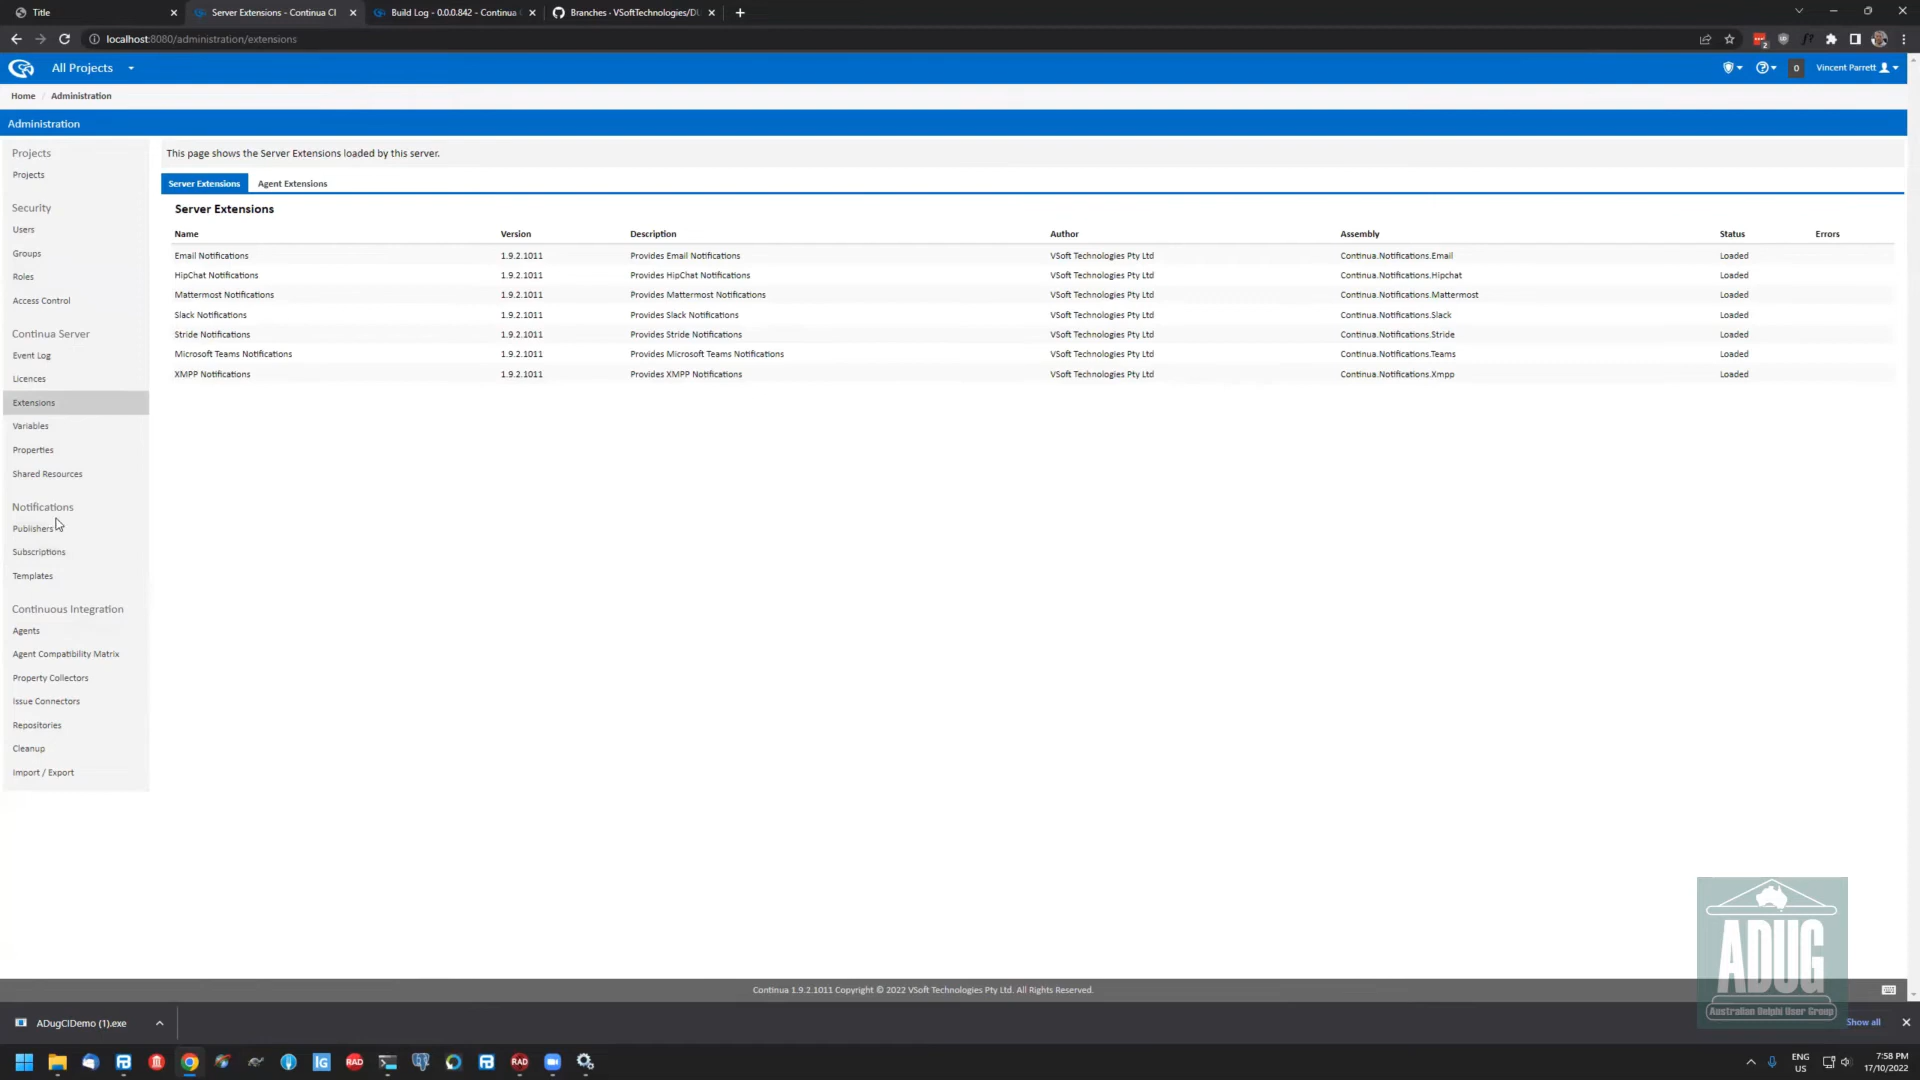 Title
Server Extensions - Continua CI
Build Log - 0.0.0.842 - Continua
Branches · VSoftTechnologies/DU
localhost:8080/administration/extensions
All Projects
0
Vincent Parrett
Home / Administration
Administration
Projects
Projects
Security
Users
Groups
Roles
Access Control
Continua Server
Event Log
Licences
Extensions
Variables
Properties
Shared Resources
Notifications
Publishers
Subscriptions
Templates
Continuous Integration
Agents
Agent Compatibility Matrix
Property Collectors
Issue Connectors
Repositories
Cleanup
Import / Export
This page shows the Server Extensions loaded by this server.
Server Extensions Agent Extensions
Server Extensions
Name Version Description Author Assembly Status Errors
Email Notifications 1.9.2.1011 Provides Email Notifications VSoft Technologies Pty Ltd Continua.Notifications.Email Loaded
HipChat Notifications 1.9.2.1011 Provides HipChat Notifications VSoft Technologies Pty Ltd Continua.Notifications.Hipchat Loaded
Mattermost Notifications 1.9.2.1011 Provides Mattermost Notifications VSoft Technologies Pty Ltd Continua.Notifications.Mattermost Loaded
Slack Notifications 1.9.2.1011 Provides Slack Notifications VSoft Technologies Pty Ltd Continua.Notifications.Slack Loaded
Stride Notifications 1.9.2.1011 Provides Stride Notifications VSoft Technologies Pty Ltd Continua.Notifications.Stride Loaded
Microsoft Teams Notifications 1.9.2.1011 Provides Microsoft Teams Notifications VSoft Technologies Pty Ltd Continua.Notifications.Teams Loaded
XMPP Notifications 1.9.2.1011 Provides XMPP Notifications VSoft Technologies Pty Ltd Continua.Notifications.Xmpp Loaded
ADUG
Australian Delphi User Group
Continua 1.9.2.1011 Copyright © 2022 VSoft Technologies Pty Ltd. All Rights Reserved.
ADugCIDemo (1).exe
Show all
IG
RAD
RAD
ENG
US
7:58 PM
17/10/2022